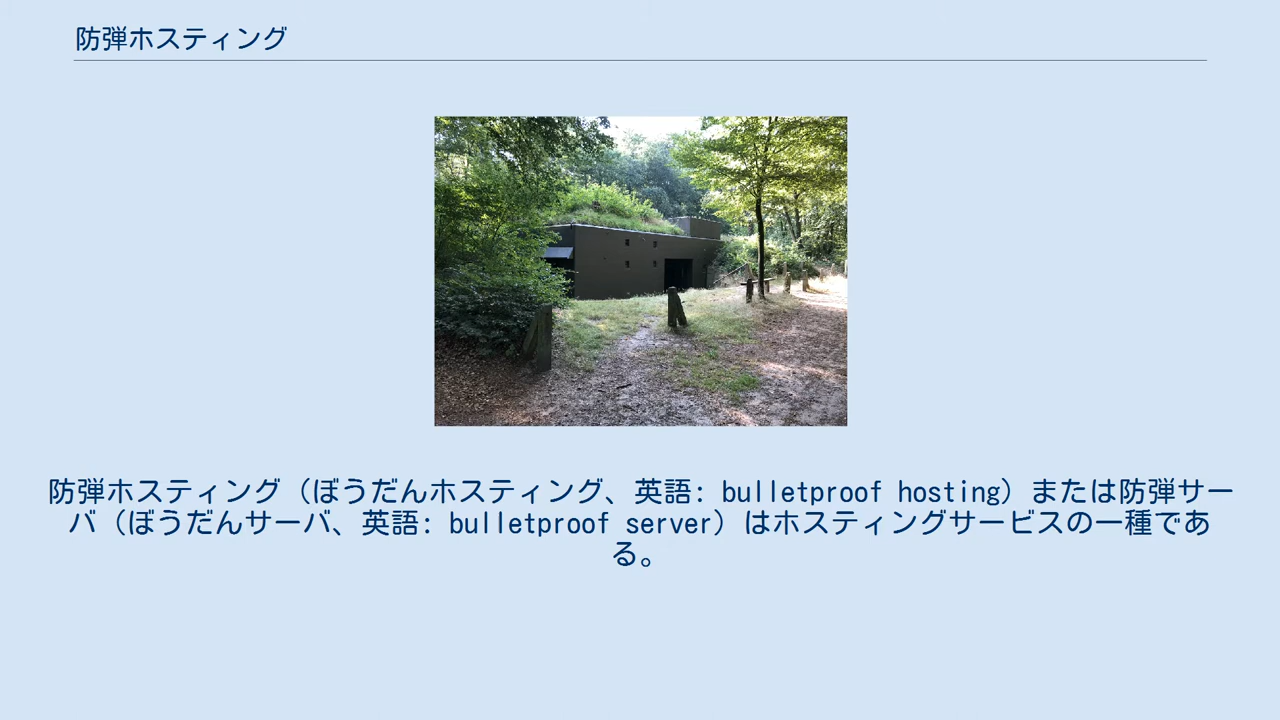 防弾ホスティング
防弾ホスティング（ぼうだんホスティング、英語: bulletproof hosting）または防弾サー
バ（ぼうだんサーバ、英語: bulletproof server）はホスティングサービスの一種であ
る。